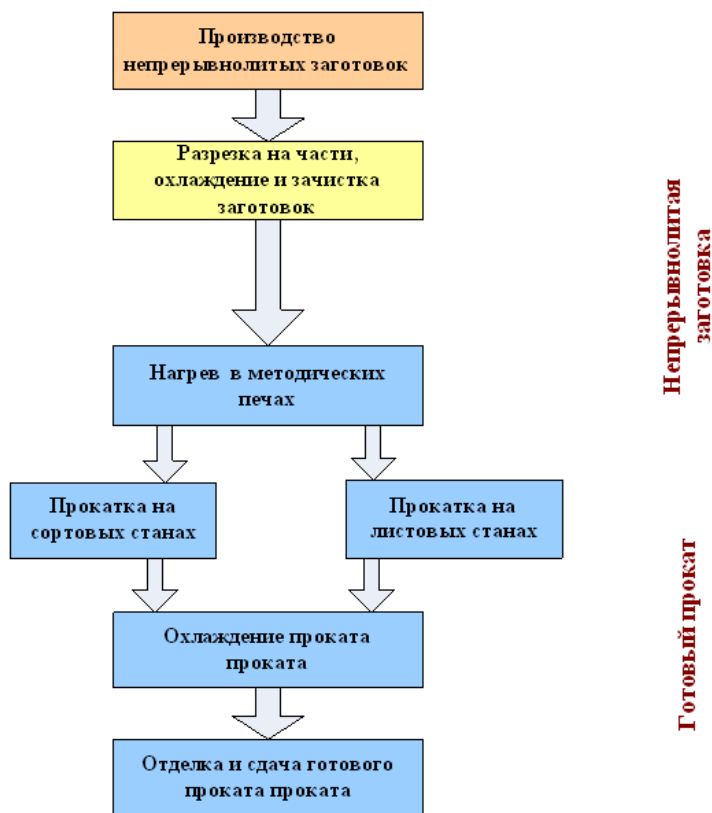 Производство
непрерывнолитых заготовок
Разрезка на части,
охлаждение и зачистка
заготовок
Нагрев в методических
печах
Прокатка на
сортовых станах
Прокатка на
листовых станах
Охлаждение проката
проката
Отделка и сдача готового
проката проката
Непрерывнолитая
заготовка
Готовый прокат